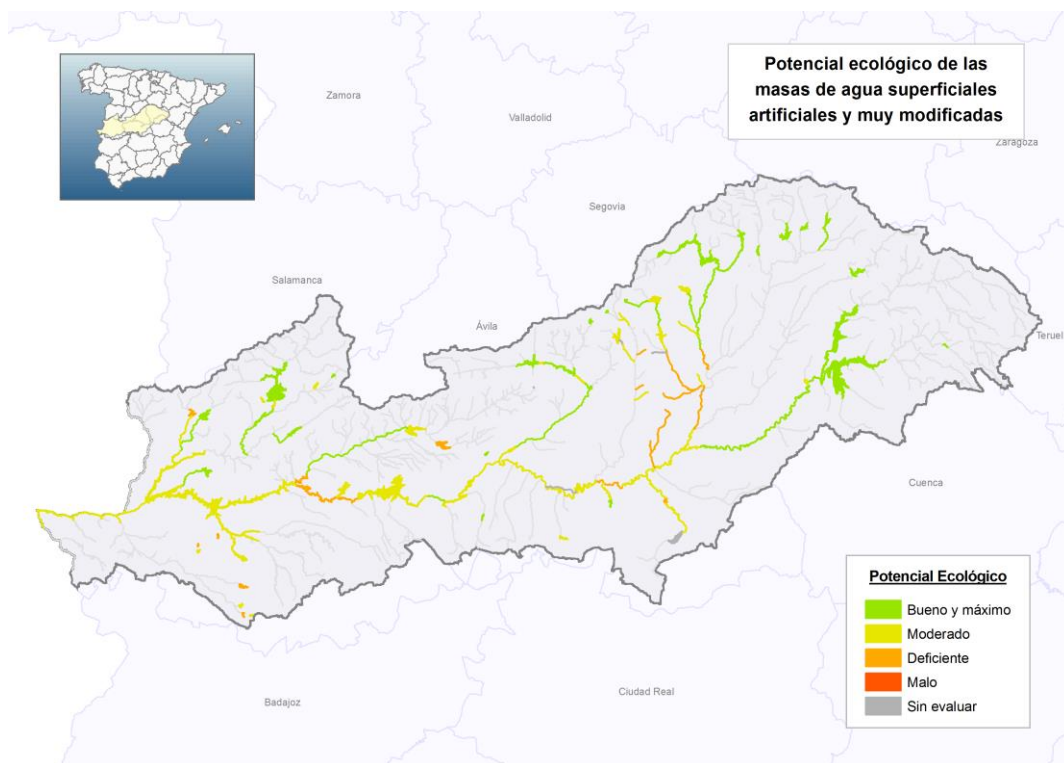 Potencial ecológico de las
masas de agua superficiales
artificiales y muy modificadas
Zamora
Valladolid
Zaragoza
Segovia
Salamanca
Ávila
Teruel
Cuenca
Badajoz
Ciudad Real
Potencial Ecológico
Bueno y máximo
Moderado
Deficiente
Malo
Sin evaluar